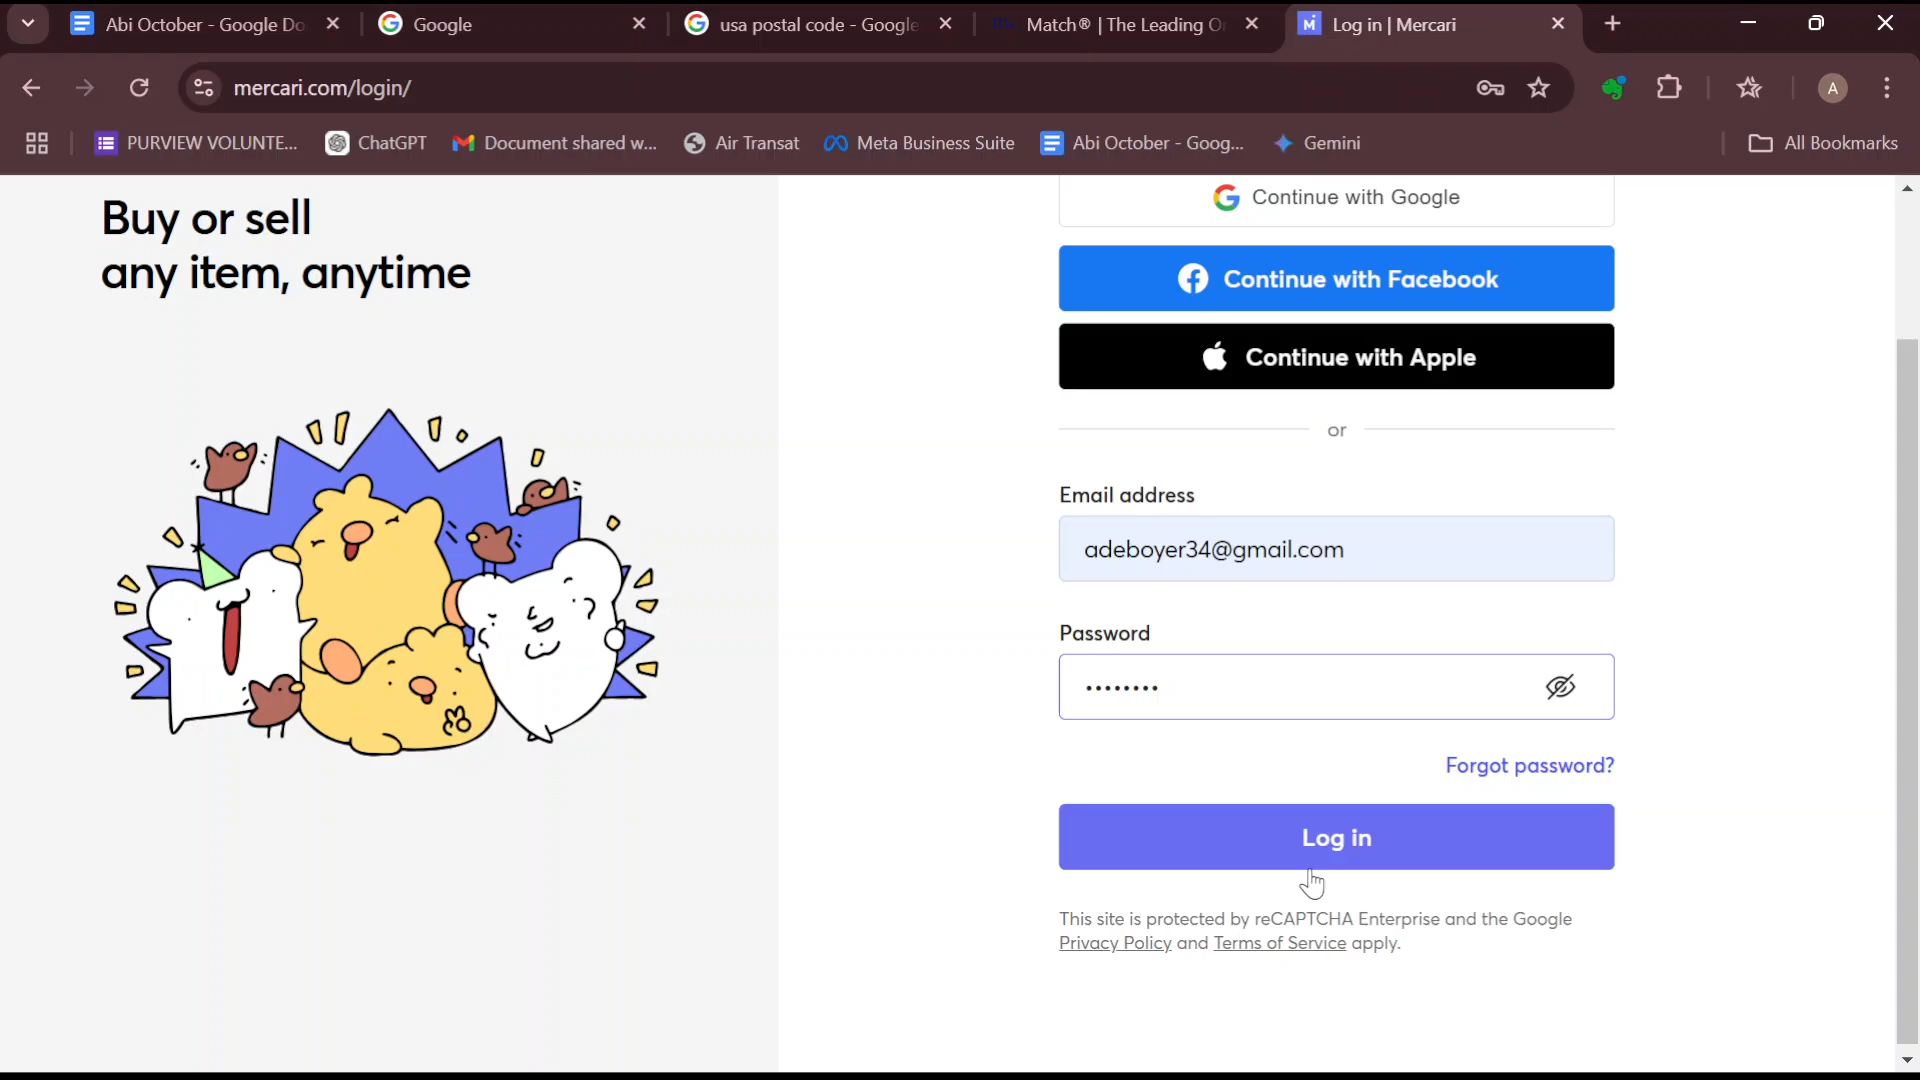 Abi October - Google Do
Google
usa postal code - Google
Match® | The Leading O
Log in | Mercari
mercari.com/login/
A
PURVIEW VOLUNTE...
ChatGPT
Document shared w...
Air Transat
Meta Business Suite
Abi October - Goog...
Gemini
All Bookmarks
Buy or sell
any item, anytime
Continue with Google
Continue with Facebook
Continue with Apple
or
Email address
adeboyer34@gmail.com
Password
••••••••
Forgot password?
Log in
This site is protected by reCAPTCHA Enterprise and the Google
Privacy Policy and Terms of Service apply.